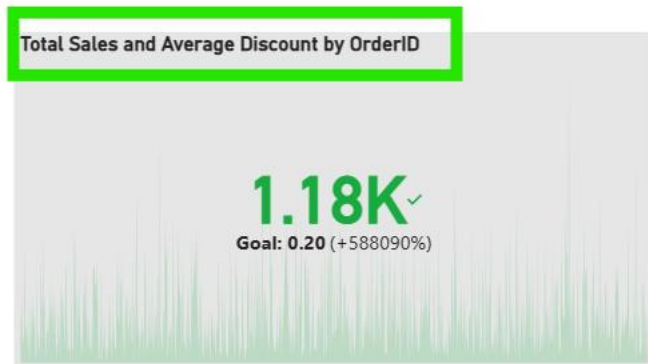 Total Sales and Average Discount by OrderID
1.18K✓
Goal: 0.20 (+588090%)